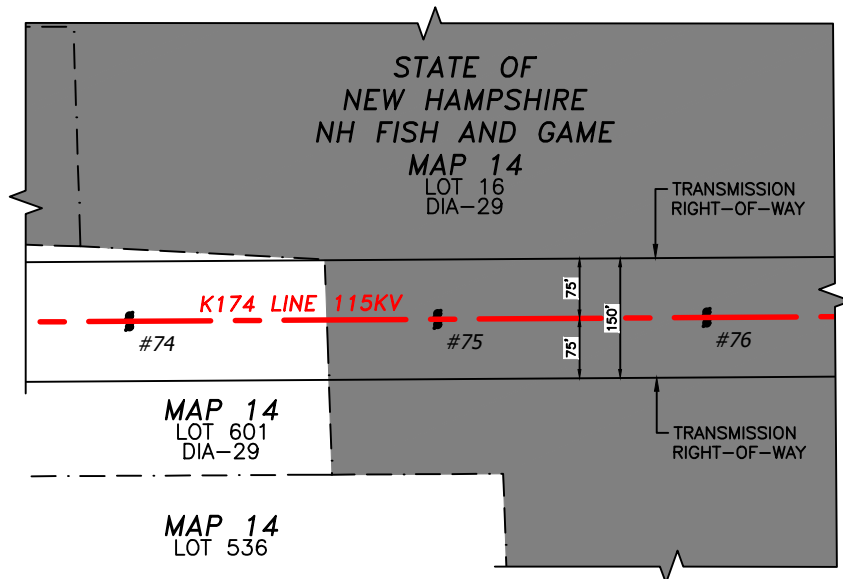 STATE OF
NEW HAMPSHIRE
NH FISH AND GAME
MAP 14
LOT 16
DIA-29
TRANSMISSION
RIGHT-OF-WAY
75'
150'
75'
K174 LINE 115KV
#74
#75
#76
MAP 14
LOT 601
DIA-29
TRANSMISSION
RIGHT-OF-WAY
MAP 14
LOT 536